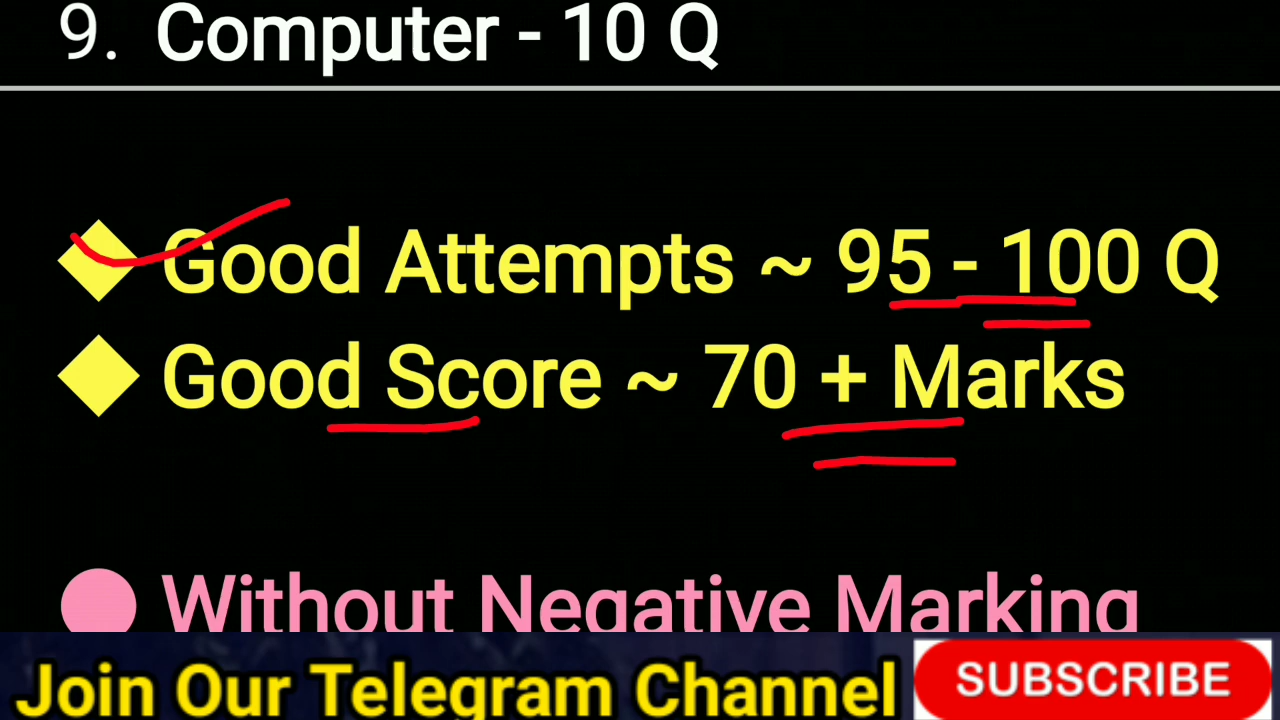 9. Computer - 10 Q
Good Attempts ~ 95 - 100 Q
Good Score ~ 70 + Marks
Without Negative Marking
Join Our Telegram Channel
SUBSCRIBE